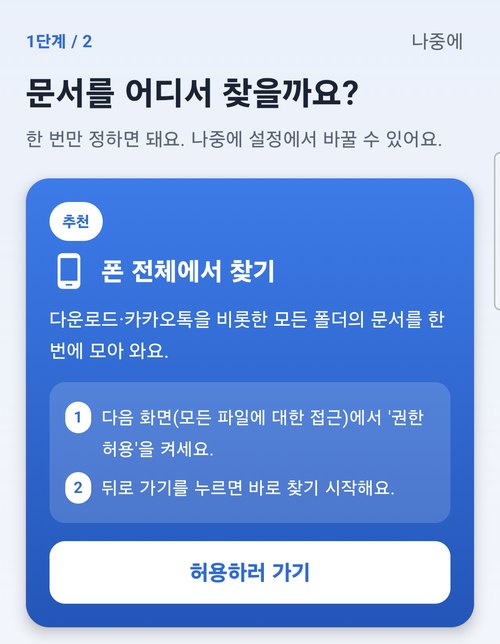 1단계 / 2
나중에
문서를 어디서 찾을까요?
한 번만 정하면 돼요. 나중에 설정에서 바꿀 수 있어요.
추천
폰 전체에서 찾기
다운로드·카카오톡을 비롯한 모든 폴더의 문서를 한
번에 모아 와요.
1 다음 화면(모든 파일에 대한 접근)에서 '권한
허용'을 켜세요.
2 뒤로 가기를 누르면 바로 찾기 시작해요.
허용하러 가기